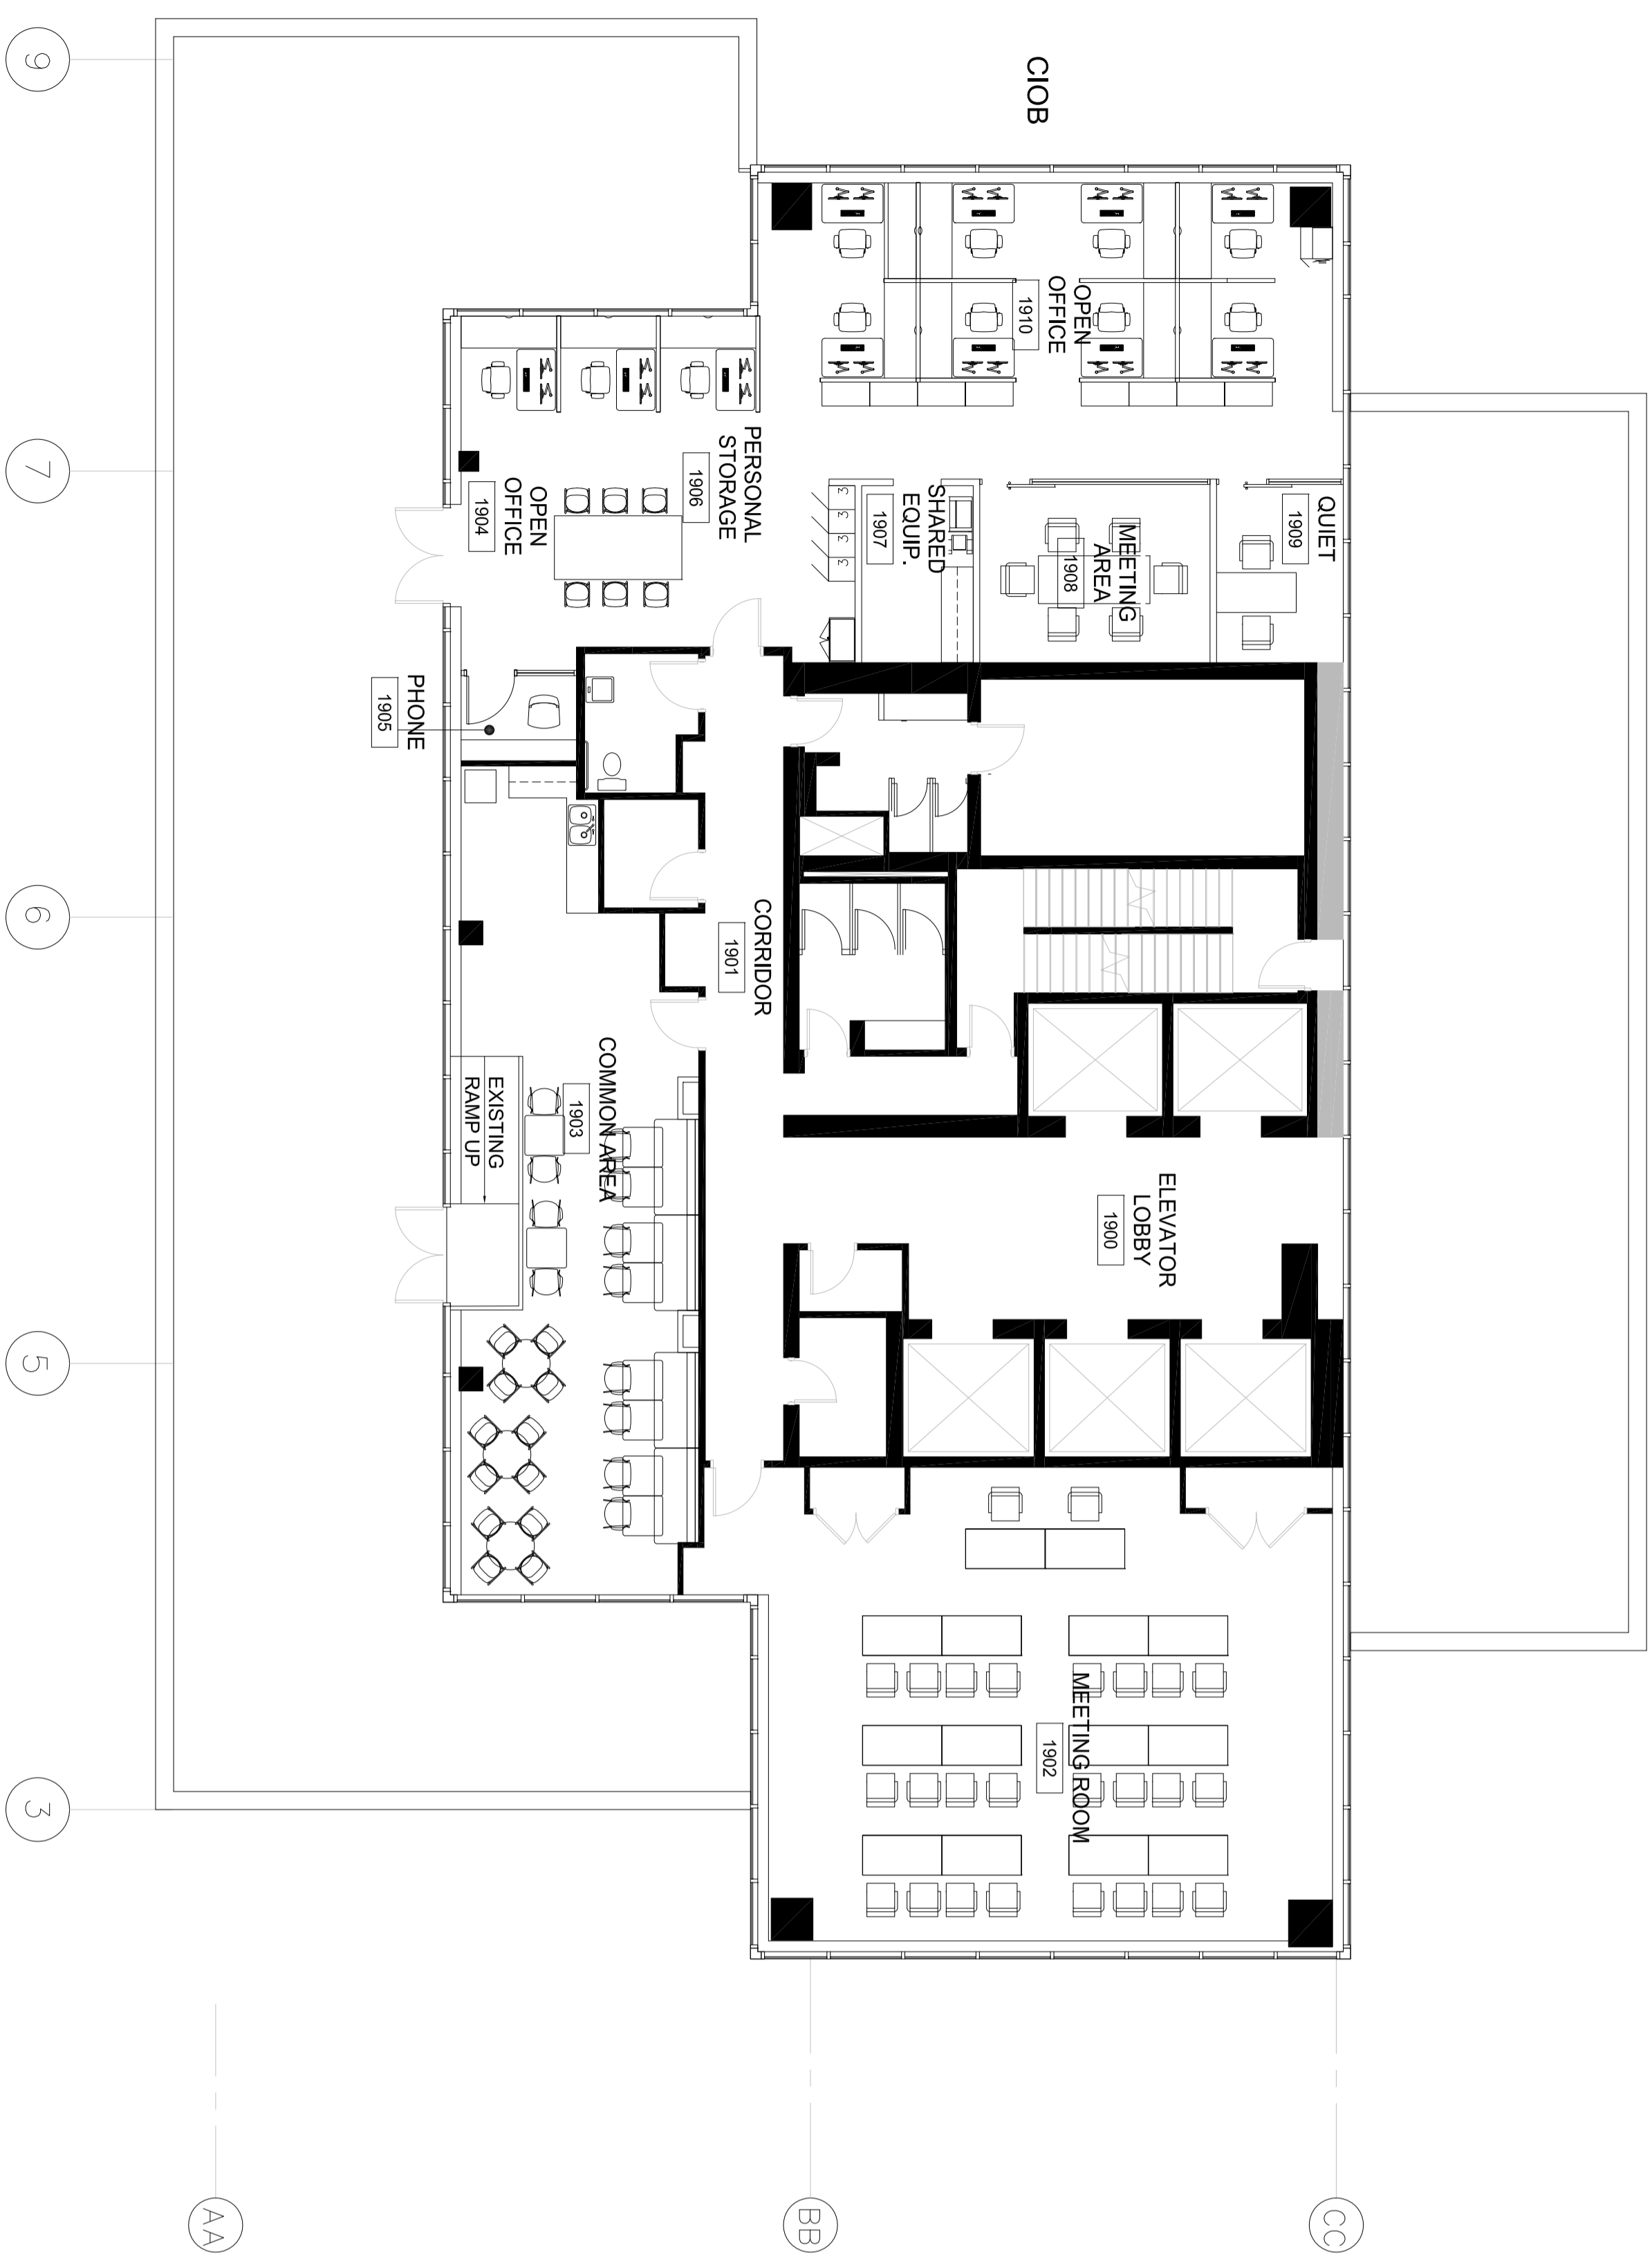 CIOB
9
7
6
5
3
AA
BB
CC
OPEN
OFFICE
1910
QUIET
1909
MEETING
AREA
1908
SHARED
EQUIP.
1907
PERSONAL
STORAGE
1906
OPEN
OFFICE
1904
PHONE
1905
CORRIDOR
1901
COMMON AREA
1903
EXISTING
RAMP UP
ELEVATOR
LOBBY
1900
MEETING ROOM
1902